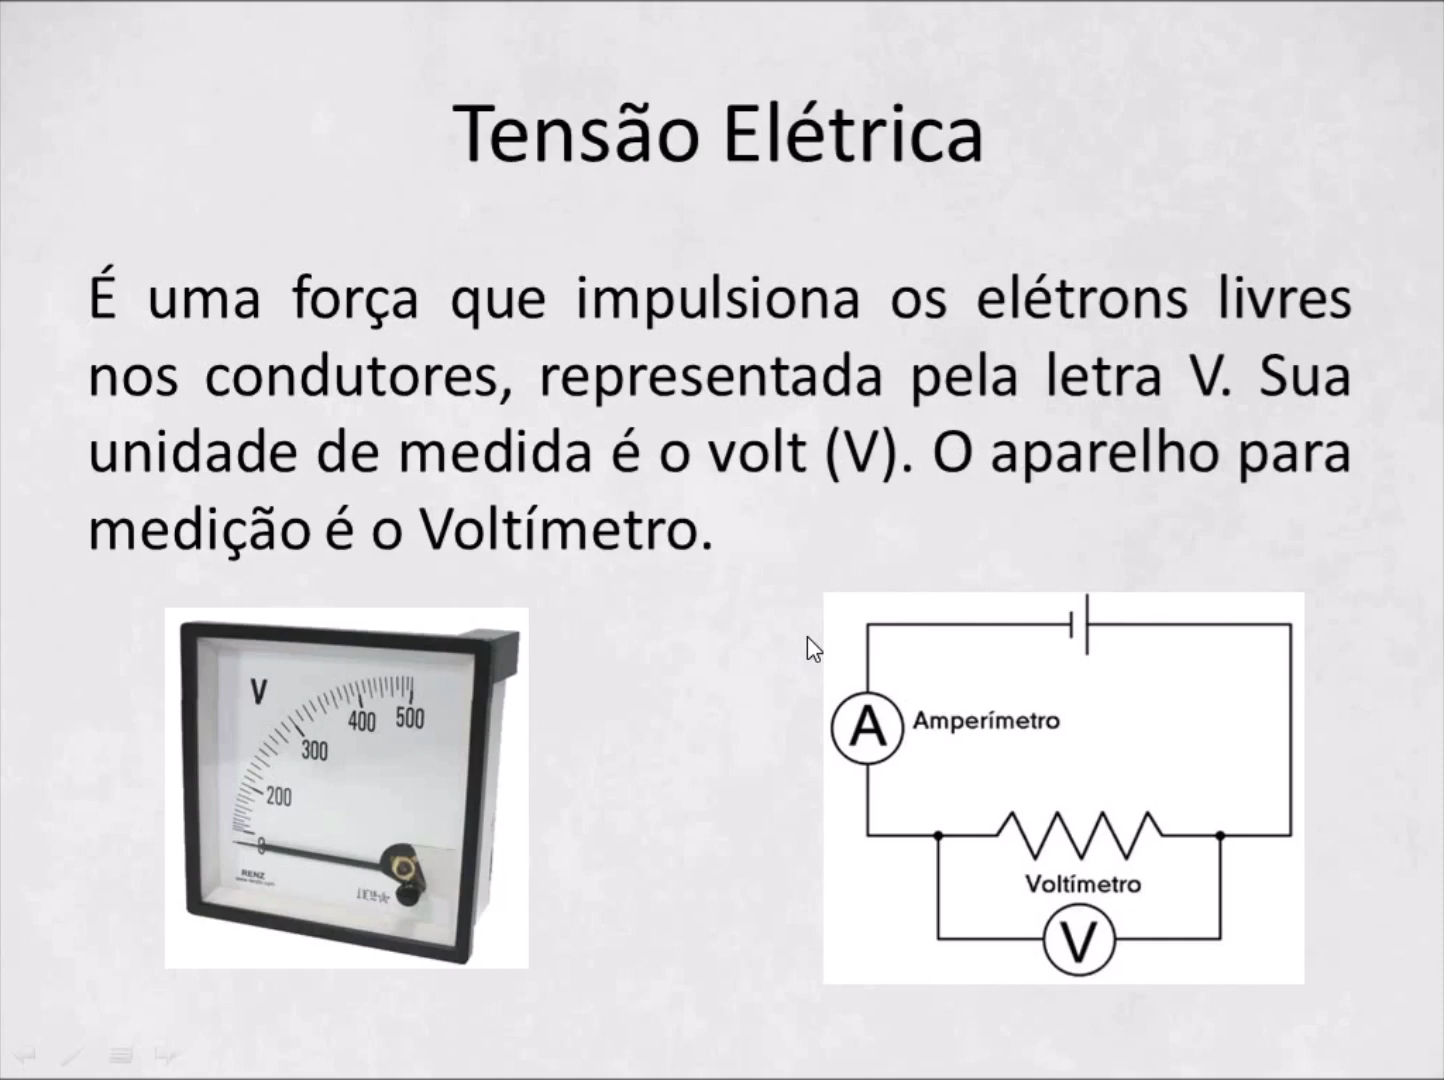 Tensão Elétrica
É uma força que impulsiona os elétrons livres
nos condutores, representada pela letra V. Sua
unidade de medida é o volt (V). O aparelho para
medição é o Voltímetro.
V
400 500
300
200
0
RENZ
A Amperímetro
Voltímetro
V